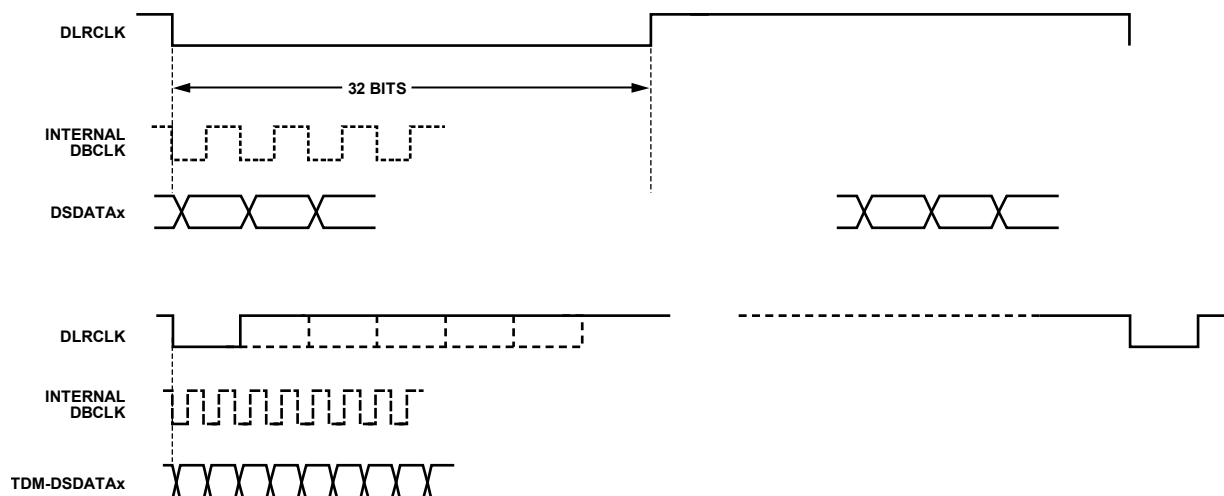 DLRCLK
32 BITS
INTERNAL
DBCLK
DSDATAx
DLRCLK
INTERNAL
DBCLK
TDM-DSDATAx